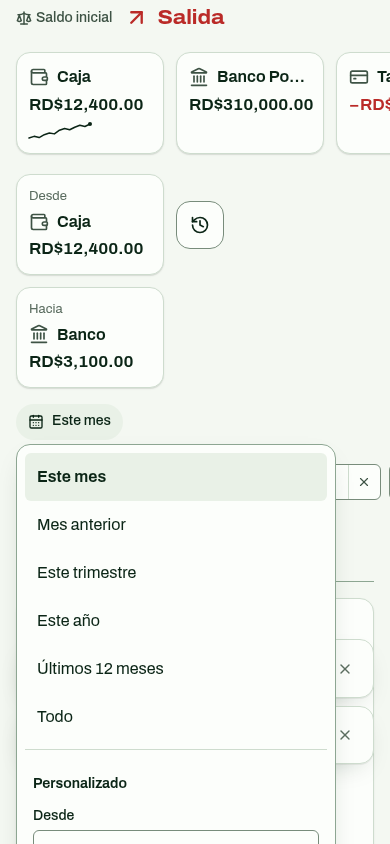 Saldo inicial
Salida
Caja
RD$12,400.00
Banco Po...
RD$310,000.00
–RD$
Desde
Caja
RD$12,400.00
Hacia
Banco
RD$3,100.00
Este mes
Este mes
Mes anterior
Este trimestre
Este año
Últimos 12 meses
Todo
Personalizado
Desde